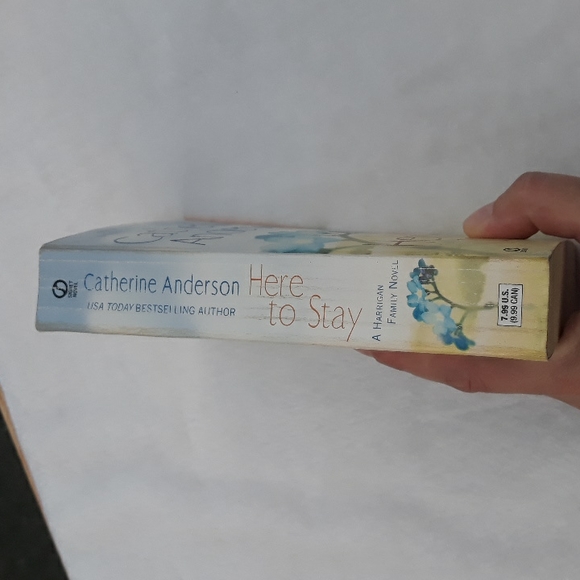 Catherine Anderson
USA TODAY BESTSELLING AUTHOR
Here
to Stay
A HARRIGAN
FAMILY NOVEL
7.99 U.S.
(9.99 CAN)